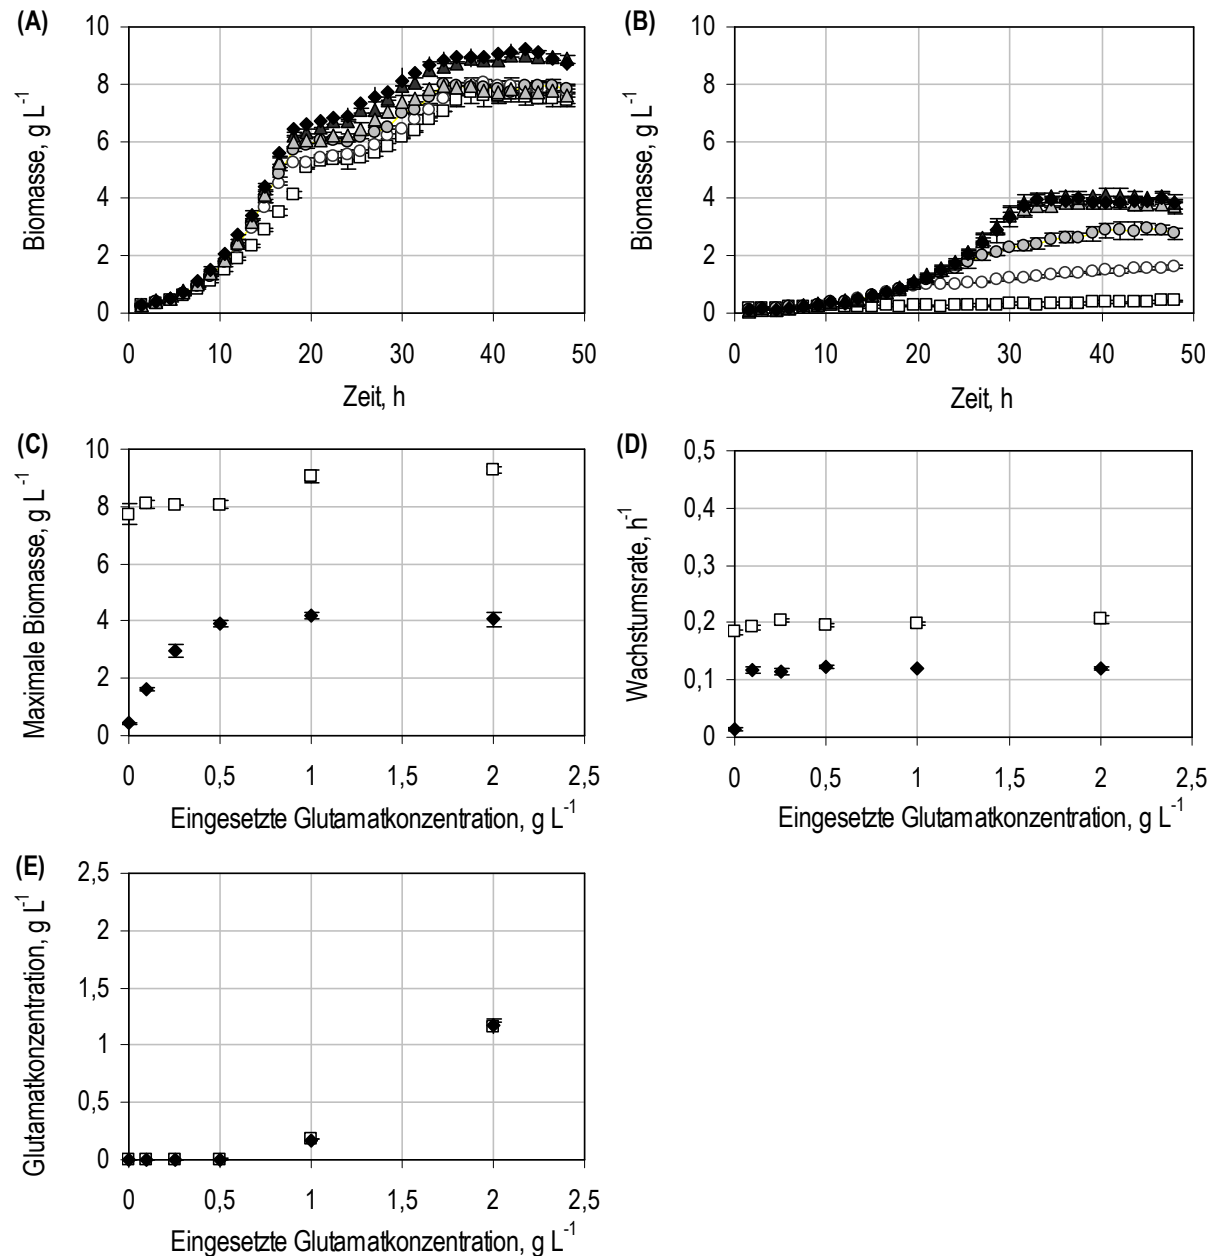 (A)
Biomasse, g L⁻¹
10
8
6
4
2
0
0 10 20 30 40 50
Zeit, h
(B)
Biomasse, g L⁻¹
10
8
6
4
2
0
0 10 20 30 40 50
Zeit, h
(C)
Maximale Biomasse, g L⁻¹
10
8
6
4
2
0
0 0,5 1 1,5 2 2,5
Eingesetzte Glutamatkonzentration, g L⁻¹
(D)
Wachstumsrate, h⁻¹
0,5
0,4
0,3
0,2
0,1
0
0 0,5 1 1,5 2 2,5
Eingesetzte Glutamatkonzentration, g L⁻¹
(E)
Glutamatkonzentration, g L⁻¹
2,5
2
1,5
1
0,5
0
0 0,5 1 1,5 2 2,5
Eingesetzte Glutamatkonzentration, g L⁻¹